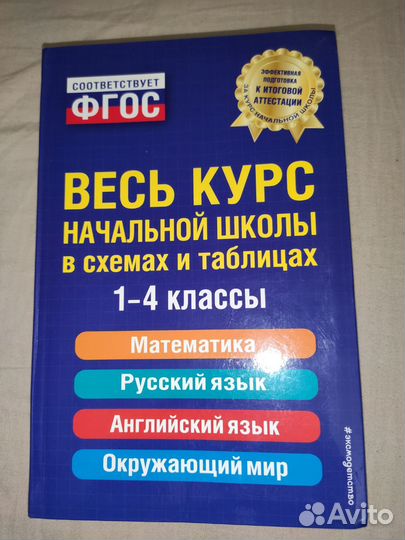 СООТВЕТСТВУЕТ
ФГОС
ЭФФЕКТИВНАЯ
ПОДГОТОВКА
К ИТОГОВОЙ
АТТЕСТАЦИИ
ЗА КУРС НАЧАЛЬНОЙ ШКОЛЫ
ВЕСЬ КУРС
НАЧАЛЬНОЙ ШКОЛЫ
в схемах и таблицах
1–4 классы
Математика
Русский язык
Английский язык
Окружающий мир
#эксмодетство
Avito